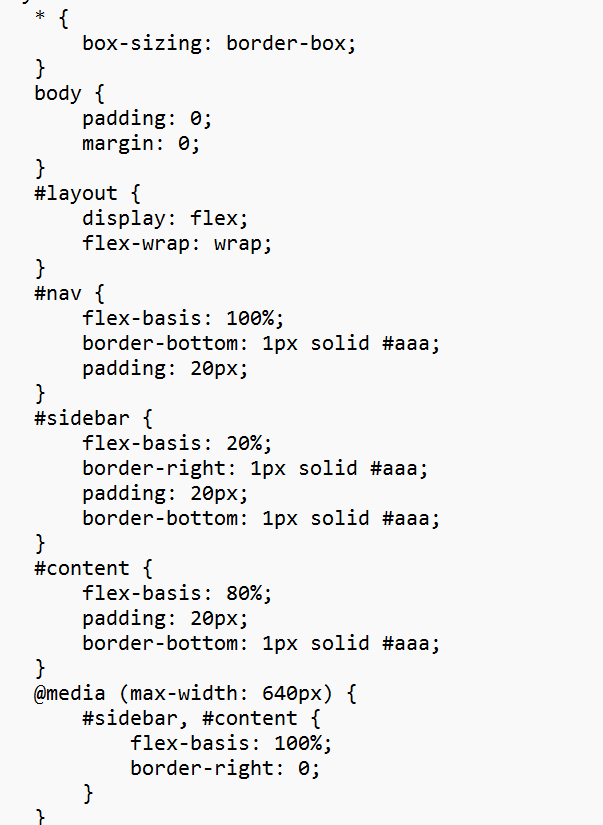 * {
    box-sizing: border-box;
}
body {
    padding: 0;
    margin: 0;
}
#layout {
    display: flex;
    flex-wrap: wrap;
}
#nav {
    flex-basis: 100%;
    border-bottom: 1px solid #aaa;
    padding: 20px;
}
#sidebar {
    flex-basis: 20%;
    border-right: 1px solid #aaa;
    padding: 20px;
    border-bottom: 1px solid #aaa;
}
#content {
    flex-basis: 80%;
    padding: 20px;
    border-bottom: 1px solid #aaa;
}
@media (max-width: 640px) {
    #sidebar, #content {
        flex-basis: 100%;
        border-right: 0;
    }
}